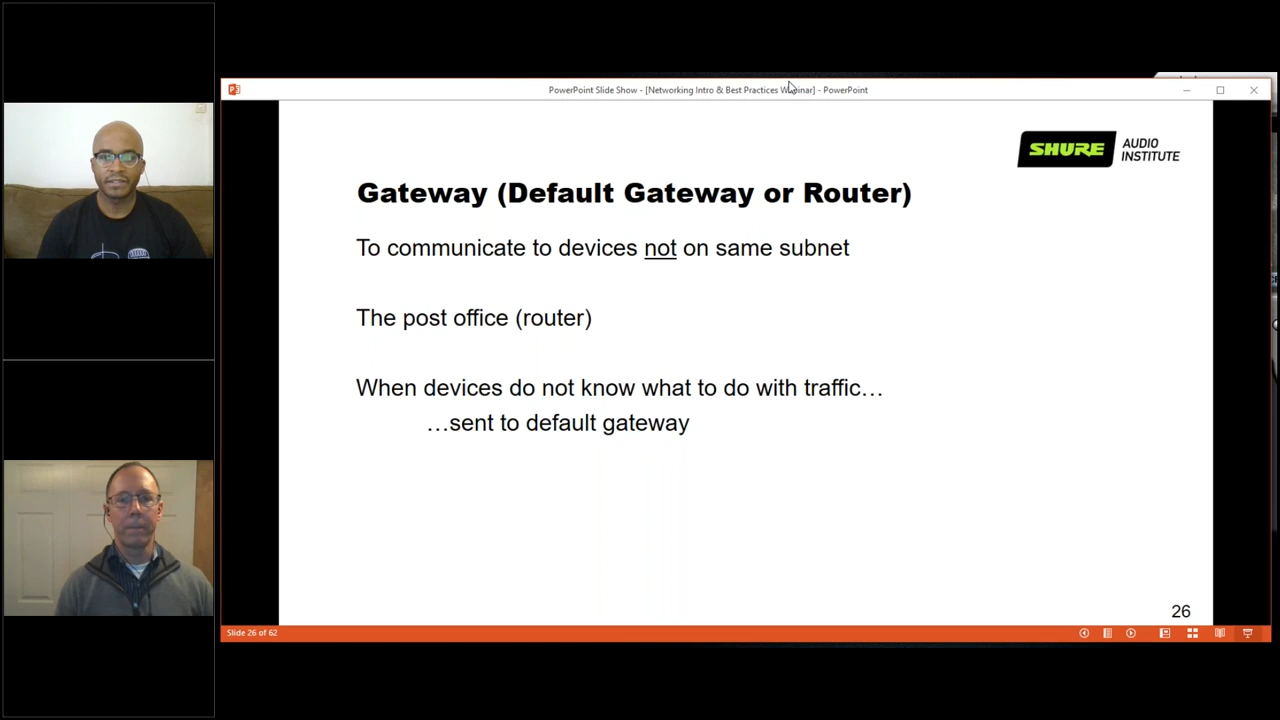 PowerPoint Slide Show - [Networking Intro & Best Practices Webinar] - PowerPoint
SHURE AUDIO INSTITUTE
Gateway (Default Gateway or Router)
To communicate to devices not on same subnet
The post office (router)
When devices do not know what to do with traffic…
…sent to default gateway
26
Slide 26 of 62